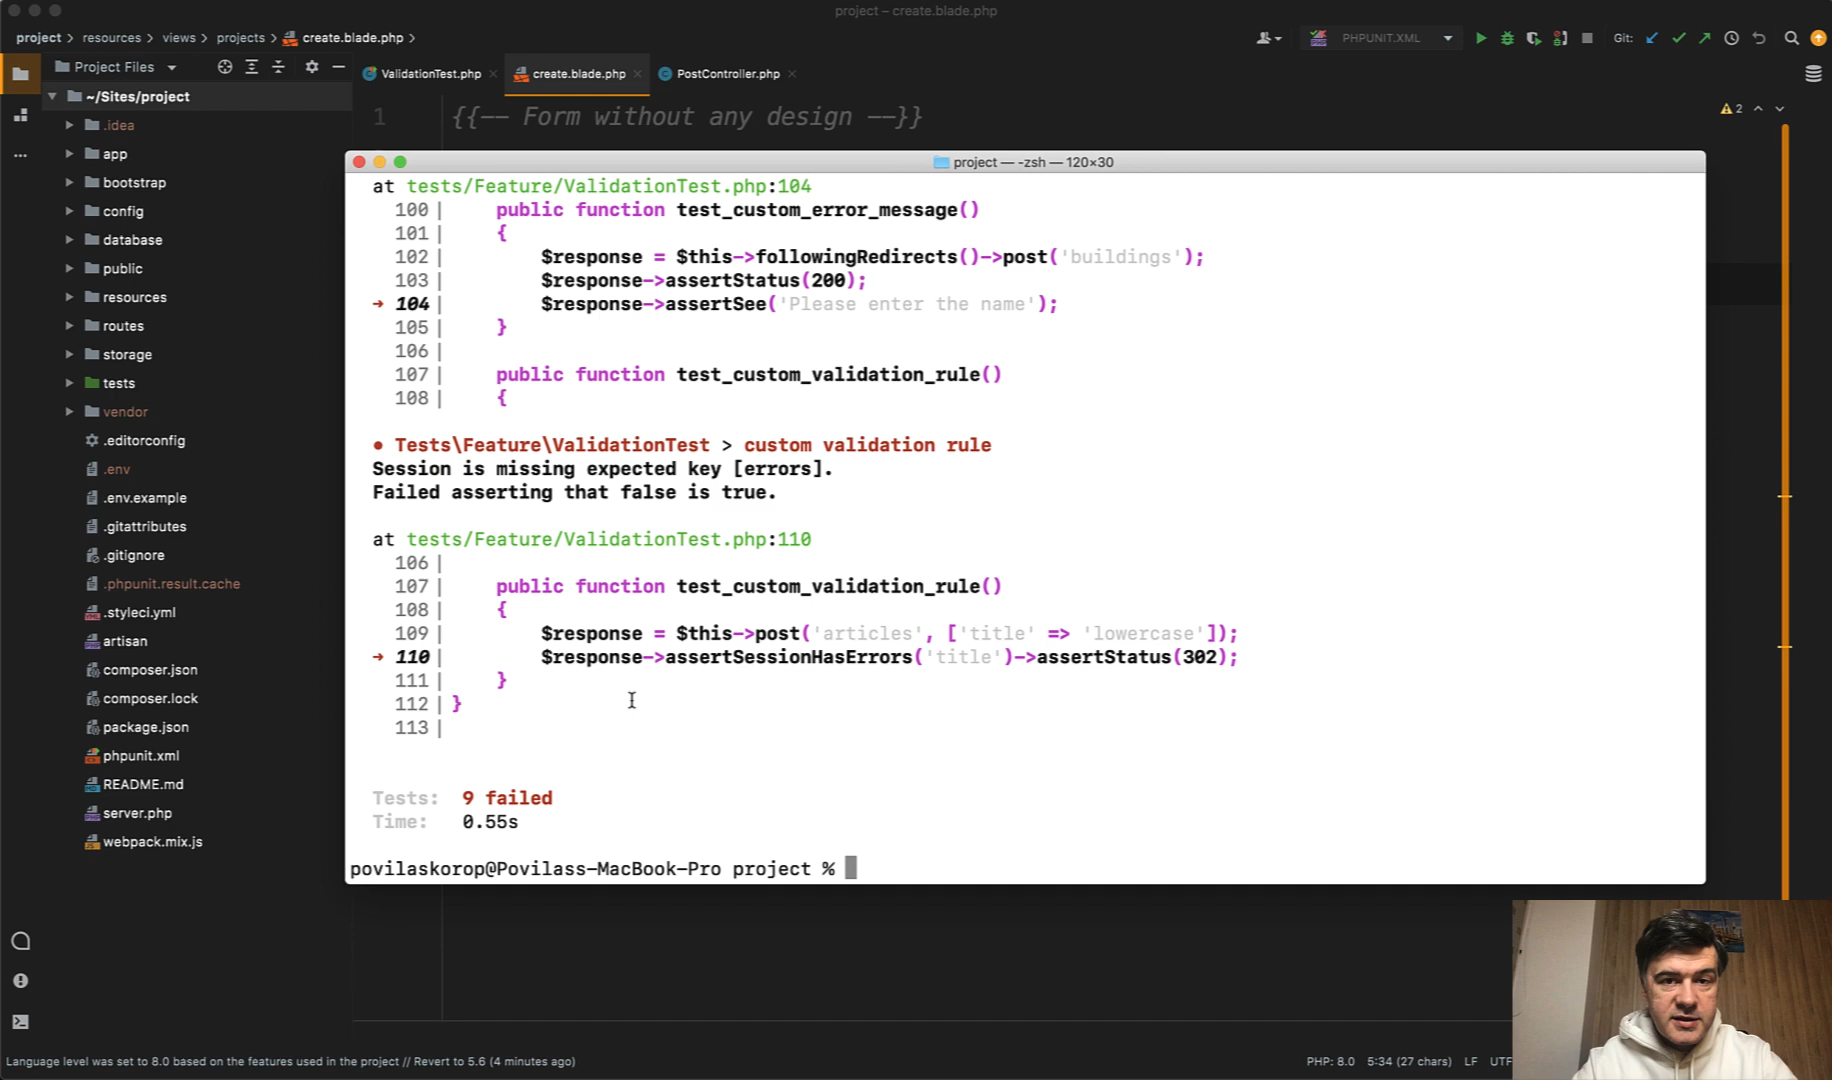 project – create.blade.php
project > resources > views > projects > create.blade.php >
PHPUNIT.XML
Git:
Project Files
ValidationTest.php
create.blade.php
PostController.php
~/Sites/project
1 {{-- Form without any design --}}
2
.idea
app
bootstrap
config
database
public
resources
routes
storage
tests
vendor
.editorconfig
.env
.env.example
.gitattributes
.gitignore
.phpunit.result.cache
.styleci.yml
artisan
composer.json
composer.lock
package.json
phpunit.xml
README.md
server.php
webpack.mix.js
project — -zsh — 120×30
at tests/Feature/ValidationTest.php:104
100| public function test_custom_error_message()
101| {
102| $response = $this->followingRedirects()->post('buildings');
103| $response->assertStatus(200);
➜ 104| $response->assertSee('Please enter the name');
105| }
106|
107| public function test_custom_validation_rule()
108| {
• Tests\Feature\ValidationTest > custom validation rule
Session is missing expected key [errors].
Failed asserting that false is true.
at tests/Feature/ValidationTest.php:110
106|
107| public function test_custom_validation_rule()
108| {
109| $response = $this->post('articles', ['title' => 'lowercase']);
➜ 110| $response->assertSessionHasErrors('title')->assertStatus(302);
111| }
112| }
113|
Tests: 9 failed
Time: 0.55s
povilaskorop@Povilass-MacBook-Pro project %
Language level was set to 8.0 based on the features used in the project // Revert to 5.6 (4 minutes ago)
PHP: 8.0 5:34 (27 chars) LF UTF